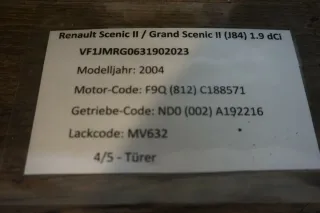 Renault Scenic II / Grand Scenic II (J84) 1.9 dCi
VF1JMRG0631902023
Modelljahr: 2004
Motor-Code: F9Q (812) C188571
Getriebe-Code: ND0 (002) A192216
Lackcode: MV632
4/5 - Türer